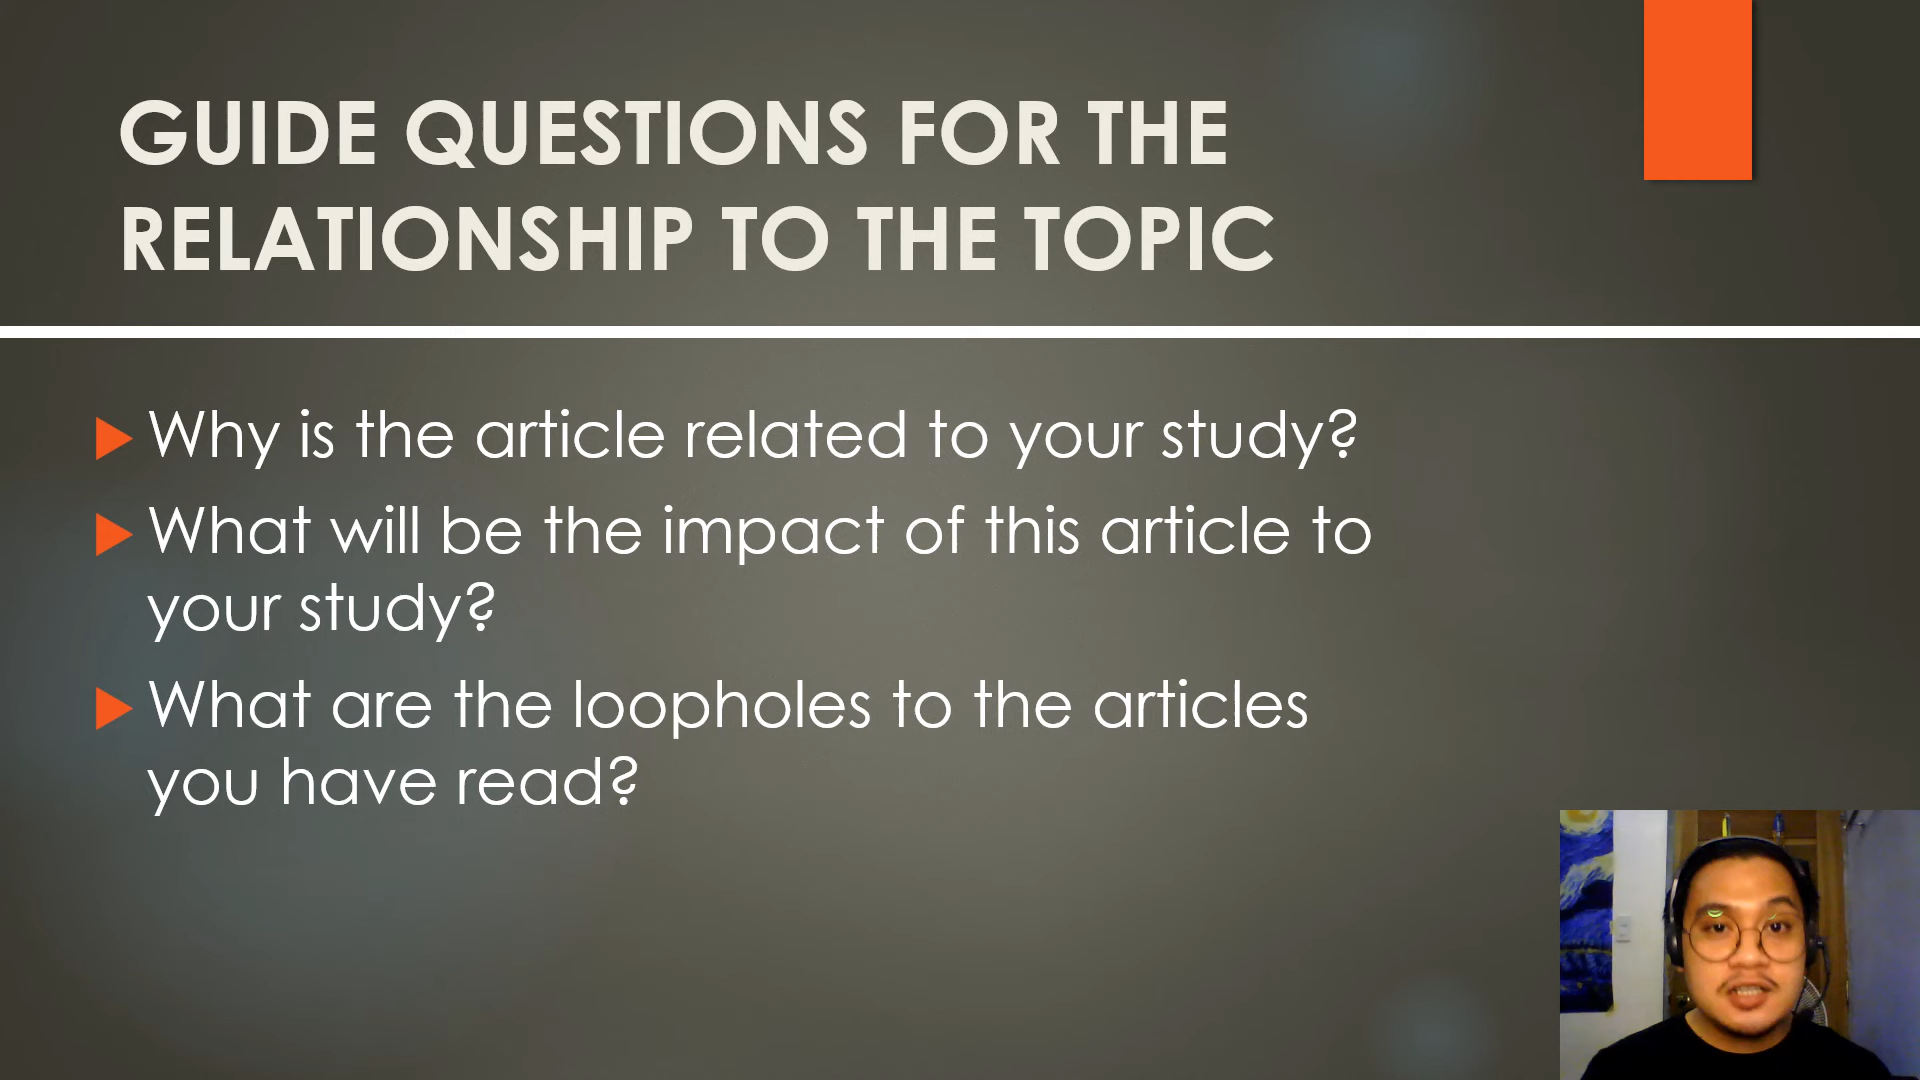 GUIDE QUESTIONS FOR THE
RELATIONSHIP TO THE TOPIC
Why is the article related to your study?
What will be the impact of this article to
your study?
What are the loopholes to the articles
you have read?